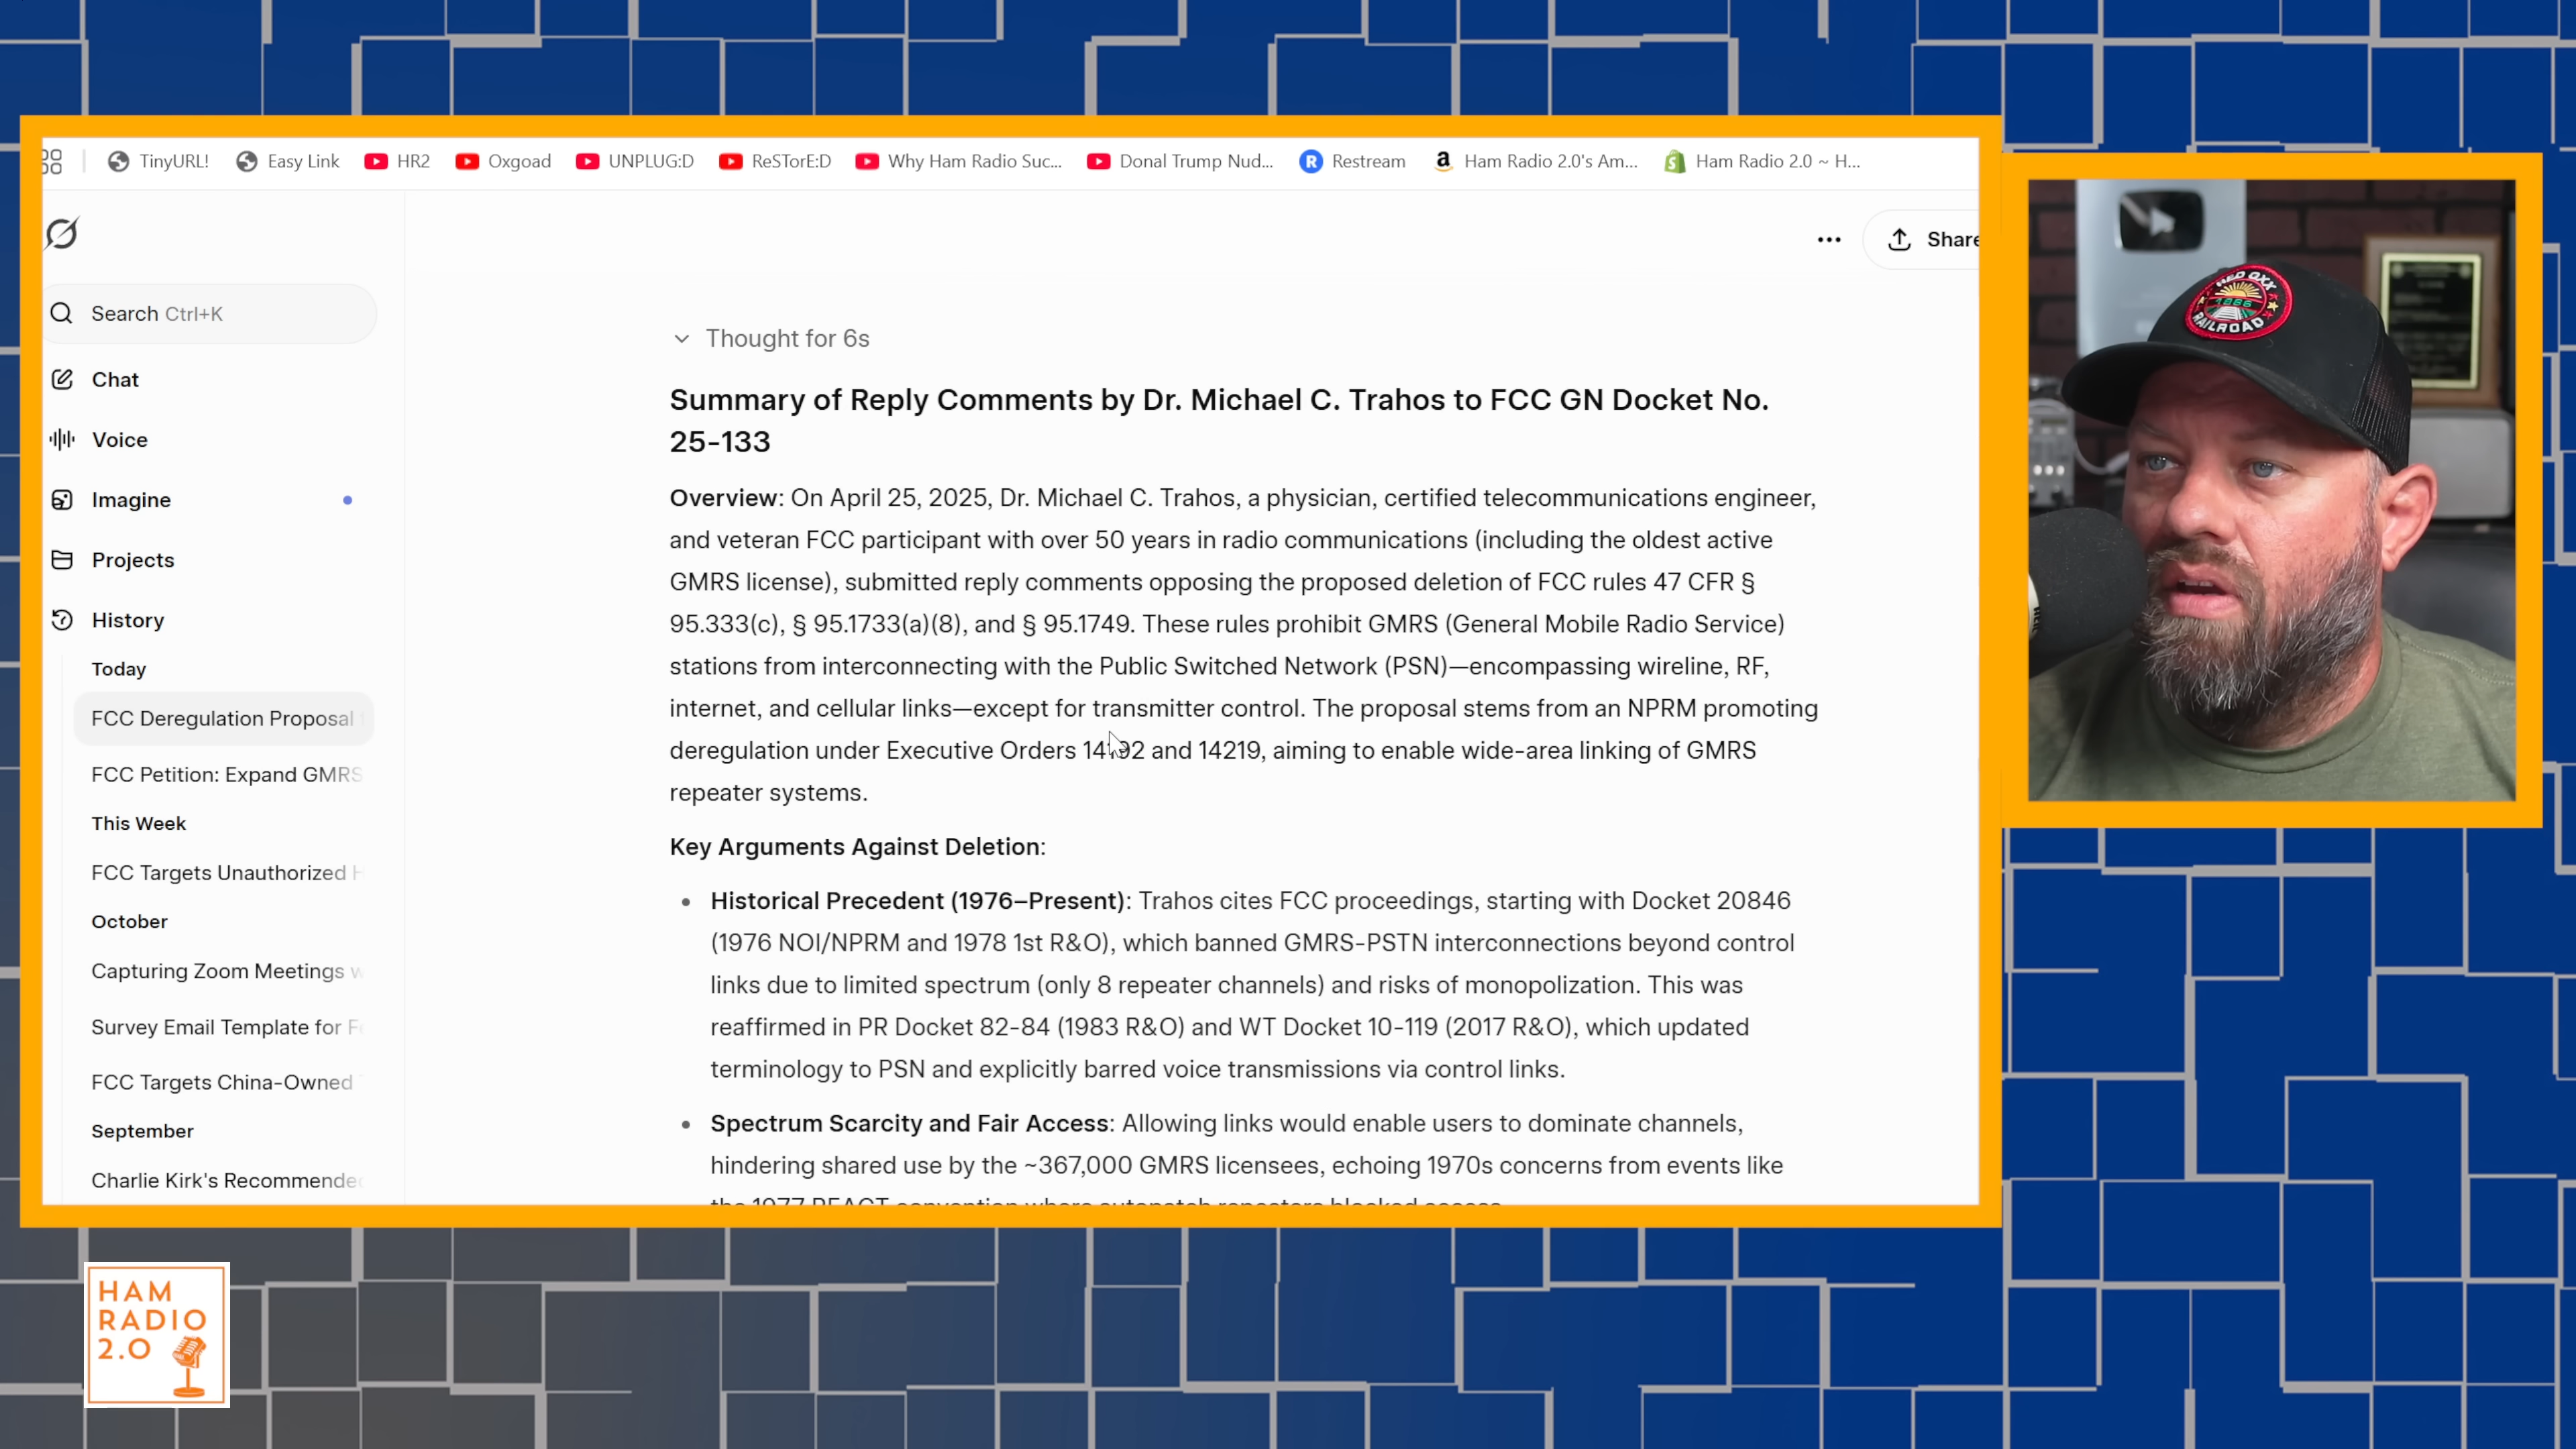 TinyURL! Easy Link HR2 Oxgoad UNPLUG:D ReSTorE:D Why Ham Radio Suc... Donal Trump Nud... Restream Ham Radio 2.0's Am... Ham Radio 2.0 ~ H...
Share
Search Ctrl+K
Chat
Voice
Imagine
Projects
History
Today
FCC Deregulation Proposal
FCC Petition: Expand GMRS
This Week
FCC Targets Unauthorized H
October
Capturing Zoom Meetings w
Survey Email Template for F
FCC Targets China-Owned
September
Charlie Kirk's Recommende
Thought for 6s
Summary of Reply Comments by Dr. Michael C. Trahos to FCC GN Docket No.
25-133
Overview: On April 25, 2025, Dr. Michael C. Trahos, a physician, certified telecommunications engineer,
and veteran FCC participant with over 50 years in radio communications (including the oldest active
GMRS license), submitted reply comments opposing the proposed deletion of FCC rules 47 CFR §
95.333(c), § 95.1733(a)(8), and § 95.1749. These rules prohibit GMRS (General Mobile Radio Service)
stations from interconnecting with the Public Switched Network (PSN)—encompassing wireline, RF,
internet, and cellular links—except for transmitter control. The proposal stems from an NPRM promoting
deregulation under Executive Orders and 14219, aiming to enable wide-area linking of GMRS
repeater systems.
Key Arguments Against Deletion:
• Historical Precedent (1976–Present): Trahos cites FCC proceedings, starting with Docket 20846
(1976 NOI/NPRM and 1978 1st R&O), which banned GMRS-PSTN interconnections beyond control
links due to limited spectrum (only 8 repeater channels) and risks of monopolization. This was
reaffirmed in PR Docket 82-84 (1983 R&O) and WT Docket 10-119 (2017 R&O), which updated
terminology to PSN and explicitly barred voice transmissions via control links.
• Spectrum Scarcity and Fair Access: Allowing links would enable users to dominate channels,
hindering shared use by the ~367,000 GMRS licensees, echoing 1970s concerns from events like
the 1977 REACT convention where autopatch repeaters blocked access
RED OXX
1886
RAILROAD
HAM
RADIO
2.0